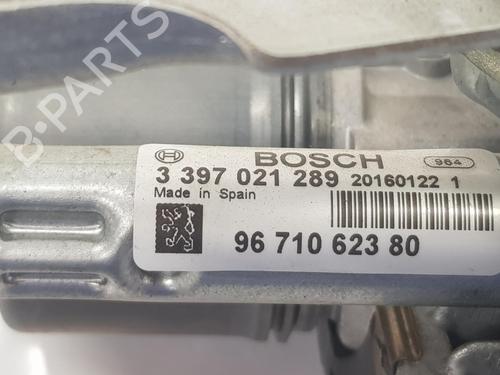 B-PARTS
BOSCH 964
3 397 021 289 20160122 1
Made in Spain
96 710 623 80